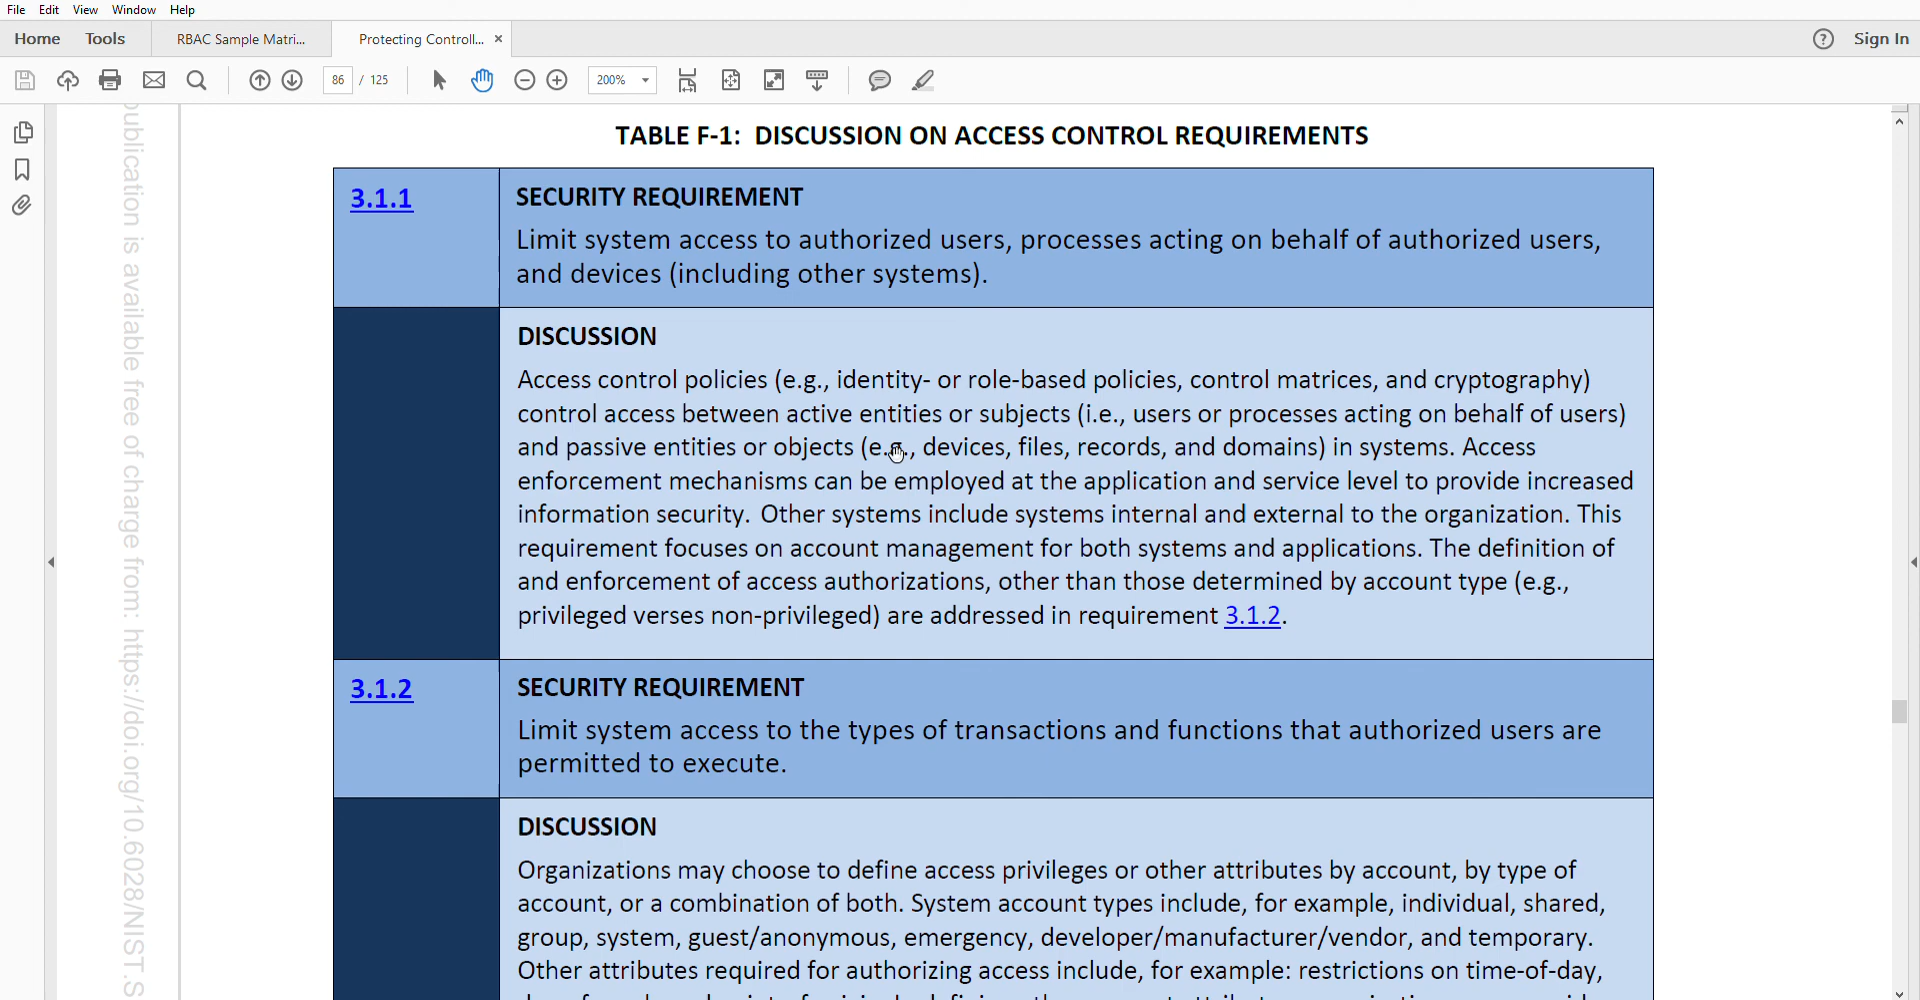 File Edit View Window Help
Home Tools RBAC Sample Matri... Protecting Controll... × ? Sign In
86 / 125 200%
publication is available free of charge from: https://doi.org/10.6028/NIST.S
TABLE F-1: DISCUSSION ON ACCESS CONTROL REQUIREMENTS
3.1.1 SECURITY REQUIREMENT
Limit system access to authorized users, processes acting on behalf of authorized users,
and devices (including other systems).
DISCUSSION
Access control policies (e.g., identity- or role-based policies, control matrices, and cryptography)
control access between active entities or subjects (i.e., users or processes acting on behalf of users)
and passive entities or objects (e.g., devices, files, records, and domains) in systems. Access
enforcement mechanisms can be employed at the application and service level to provide increased
information security. Other systems include systems internal and external to the organization. This
requirement focuses on account management for both systems and applications. The definition of
and enforcement of access authorizations, other than those determined by account type (e.g.,
privileged verses non-privileged) are addressed in requirement 3.1.2.
3.1.2 SECURITY REQUIREMENT
Limit system access to the types of transactions and functions that authorized users are
permitted to execute.
DISCUSSION
Organizations may choose to define access privileges or other attributes by account, by type of
account, or a combination of both. System account types include, for example, individual, shared,
group, system, guest/anonymous, emergency, developer/manufacturer/vendor, and temporary.
Other attributes required for authorizing access include, for example: restrictions on time-of-day,